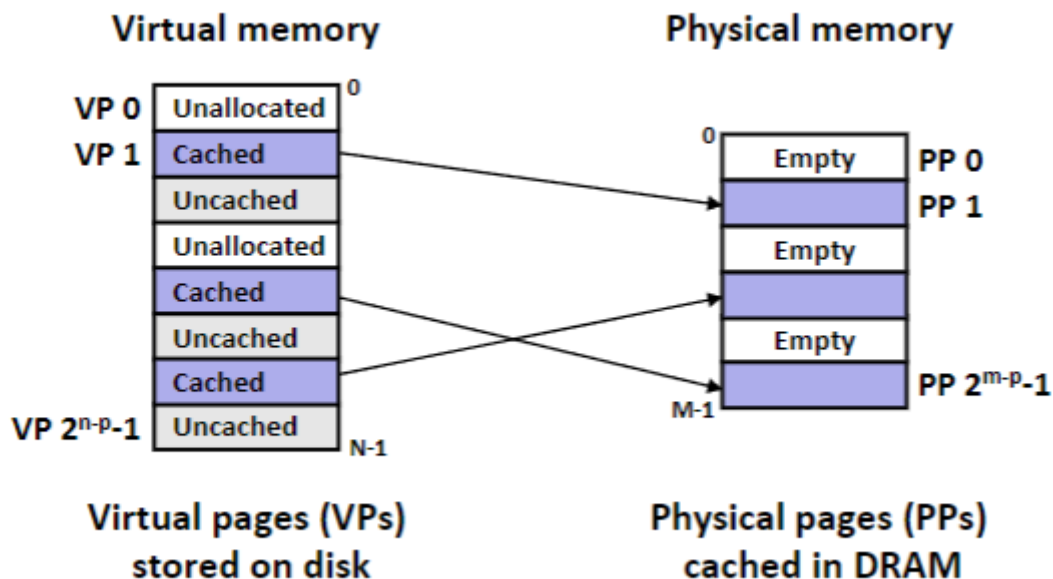 Virtual memory
Physical memory
0
VP 0
Unallocated
VP 1
Cached
Uncached
Unallocated
Cached
Uncached
Cached
VP 2^{n-p}-1
Uncached
N-1
0
Empty
PP 0
PP 1
Empty
Empty
PP 2^{m-p}-1
M-1
Virtual pages (VPs)
stored on disk
Physical pages (PPs)
cached in DRAM